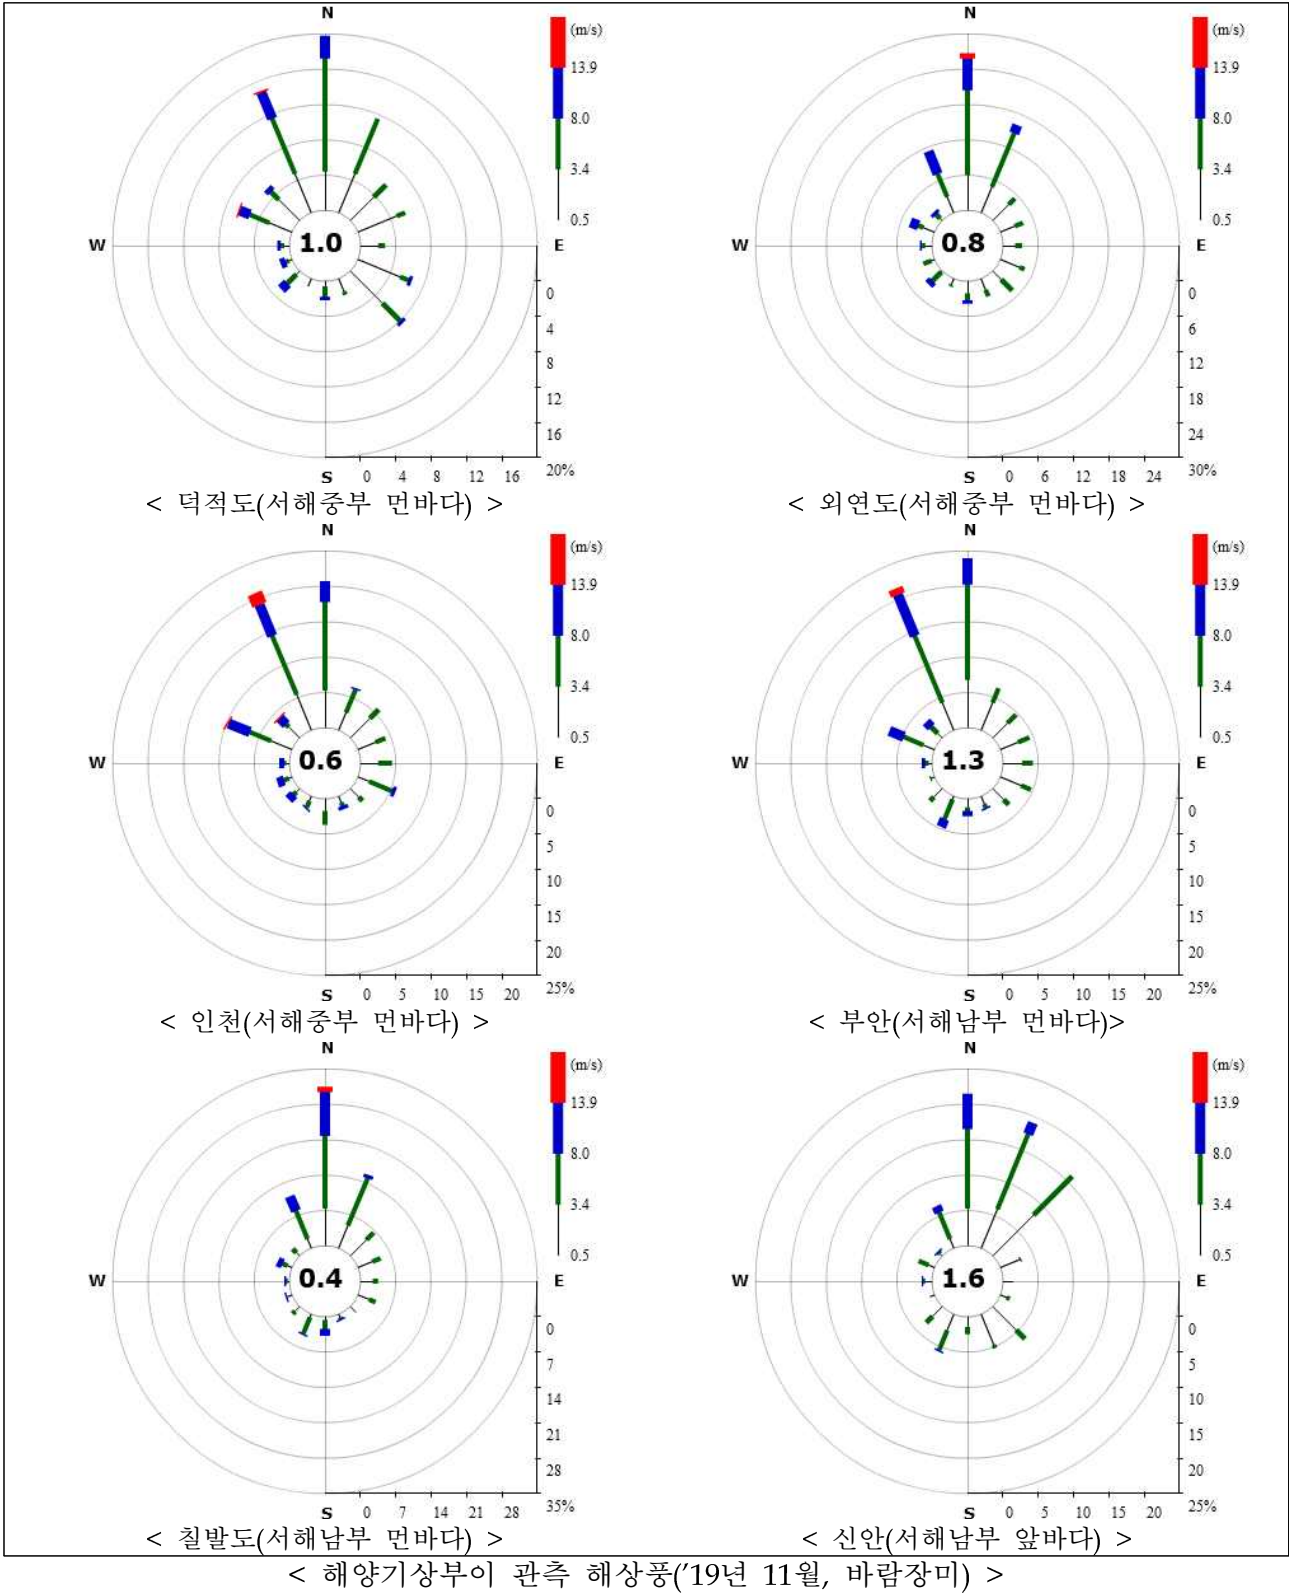 N
(m/s)
13.9
8.0
3.4
0.5
W
1.0
E
0
4
8
12
16
20%
S 0 4 8 12 16
< 덕적도(서해중부 먼바다) >
N
(m/s)
13.9
8.0
3.4
0.5
W
0.8
E
0
6
12
18
24
30%
S 0 6 12 18 24
< 외연도(서해중부 먼바다) >
N
(m/s)
13.9
8.0
3.4
0.5
W
0.6
E
0
5
10
15
20
25%
S 0 5 10 15 20
< 인천(서해중부 먼바다) >
N
(m/s)
13.9
8.0
3.4
0.5
W
1.3
E
0
5
10
15
20
25%
S 0 5 10 15 20
< 부안(서해남부 먼바다)>
N
(m/s)
13.9
8.0
3.4
0.5
W
0.4
E
0
7
14
21
28
35%
S 0 7 14 21 28
< 칠발도(서해남부 먼바다) >
N
(m/s)
13.9
8.0
3.4
0.5
W
1.6
E
0
5
10
15
20
25%
S 0 5 10 15 20
< 신안(서해남부 앞바다) >
< 해양기상부이 관측 해상풍('19년 11월, 바람장미) >